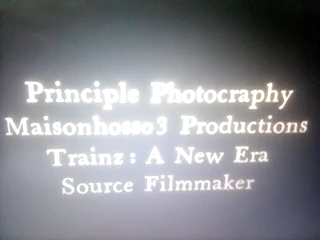 Principle Photocraphy
Maisonhosso3 Productions
Trainz: A New Era
Source Filmmaker